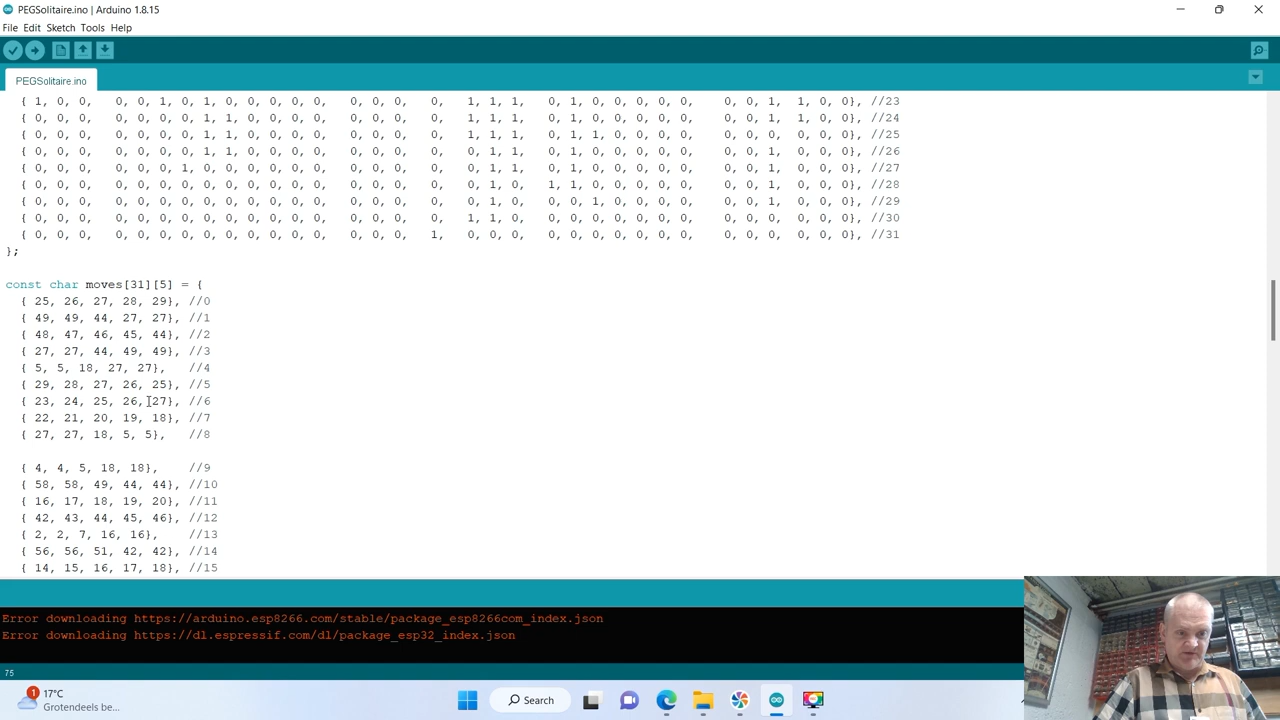 PEGSolitaire.ino | Arduino 1.8.15
File Edit Sketch Tools Help
PEGSolitaire.ino
{ 1, 0, 0, 0, 0, 1, 0, 1, 0, 0, 0, 0, 0, 0, 0, 0, 0, 1, 1, 1, 0, 1, 0, 0, 0, 0, 0, 0, 0, 1, 1, 0, 0}, //23
{ 0, 0, 0, 0, 0, 0, 0, 1, 1, 0, 0, 0, 0, 0, 0, 0, 0, 1, 1, 1, 0, 1, 0, 0, 0, 0, 0, 0, 0, 1, 1, 0, 0}, //24
{ 0, 0, 0, 0, 0, 0, 0, 1, 1, 0, 0, 0, 0, 0, 0, 0, 0, 1, 1, 1, 0, 1, 1, 0, 0, 0, 0, 0, 0, 0, 0, 0, 0}, //25
{ 0, 0, 0, 0, 0, 0, 0, 1, 1, 0, 0, 0, 0, 0, 0, 0, 0, 0, 1, 1, 0, 1, 0, 0, 0, 0, 0, 0, 0, 1, 0, 0, 0}, //26
{ 0, 0, 0, 0, 0, 0, 1, 0, 0, 0, 0, 0, 0, 0, 0, 0, 0, 0, 1, 1, 0, 1, 0, 0, 0, 0, 0, 0, 0, 1, 0, 0, 0}, //27
{ 0, 0, 0, 0, 0, 0, 0, 0, 0, 0, 0, 0, 0, 0, 0, 0, 0, 0, 1, 0, 1, 1, 0, 0, 0, 0, 0, 0, 0, 1, 0, 0, 0}, //28
{ 0, 0, 0, 0, 0, 0, 0, 0, 0, 0, 0, 0, 0, 0, 0, 0, 0, 0, 1, 0, 0, 0, 1, 0, 0, 0, 0, 0, 0, 1, 0, 0, 0}, //29
{ 0, 0, 0, 0, 0, 0, 0, 0, 0, 0, 0, 0, 0, 0, 0, 0, 0, 1, 1, 0, 0, 0, 0, 0, 0, 0, 0, 0, 0, 0, 0, 0, 0}, //30
{ 0, 0, 0, 0, 0, 0, 0, 0, 0, 0, 0, 0, 0, 0, 0, 0, 1, 0, 0, 0, 0, 0, 0, 0, 0, 0, 0, 0, 0, 0, 0, 0, 0}, //31
};
const char moves[31][5] = {
{ 25, 26, 27, 28, 29}, //0
{ 49, 49, 44, 27, 27}, //1
{ 48, 47, 46, 45, 44}, //2
{ 27, 27, 44, 49, 49}, //3
{ 5, 5, 18, 27, 27}, //4
{ 29, 28, 27, 26, 25}, //5
{ 23, 24, 25, 26, 27}, //6
{ 22, 21, 20, 19, 18}, //7
{ 27, 27, 18, 5, 5}, //8
{ 4, 4, 5, 18, 18}, //9
{ 58, 58, 49, 44, 44}, //10
{ 16, 17, 18, 19, 20}, //11
{ 42, 43, 44, 45, 46}, //12
{ 2, 2, 7, 16, 16}, //13
{ 56, 56, 51, 42, 42}, //14
{ 14, 15, 16, 17, 18}, //15
Error downloading https://arduino.esp8266.com/stable/package_esp8266com_index.json
Error downloading https://dl.espressif.com/dl/package_esp32_index.json
75
1
17°C
Grotendeels be...
Search